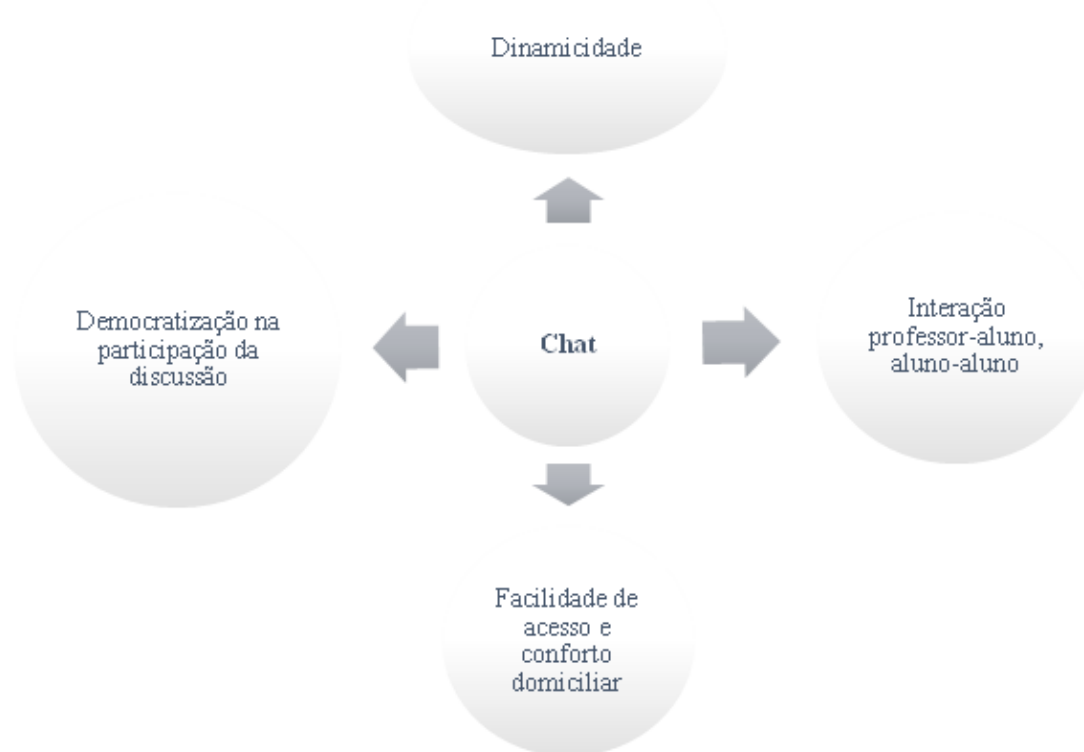 Dinamicidade
Democratização na
participação da
discussão
Chat
Interação
professor-aluno,
aluno-aluno
Facilidade de
acesso e
conforto
domiciliar